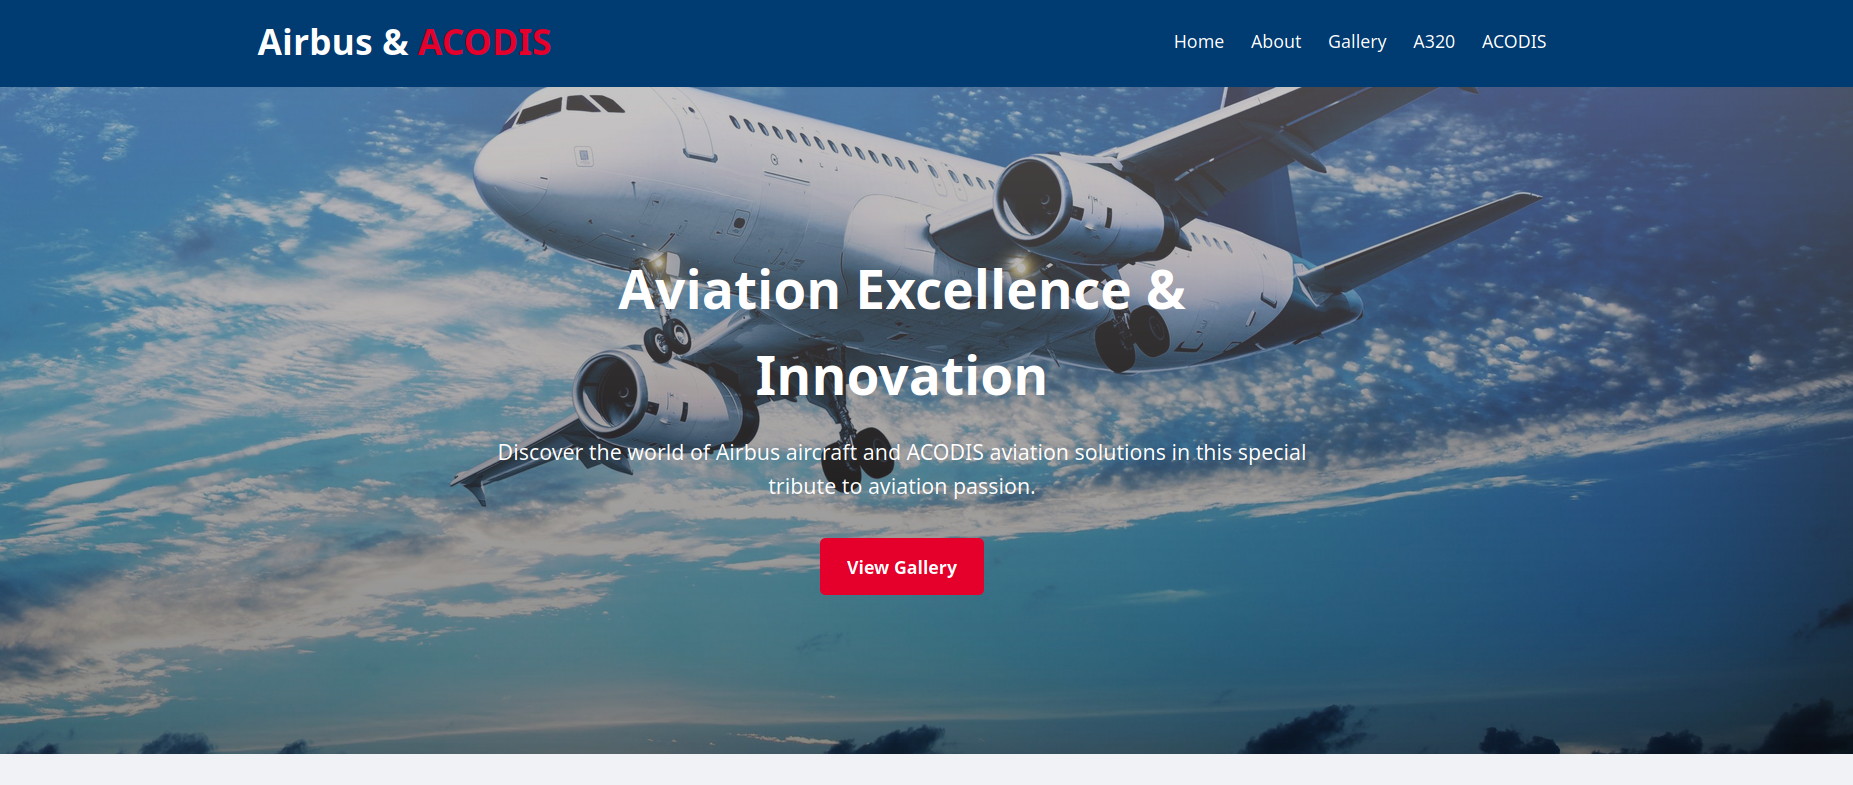 Airbus & ACODIS
Home About Gallery A320 ACODIS
Aviation Excellence &
Innovation
Discover the world of Airbus aircraft and ACODIS aviation solutions in this special
tribute to aviation passion.
View Gallery